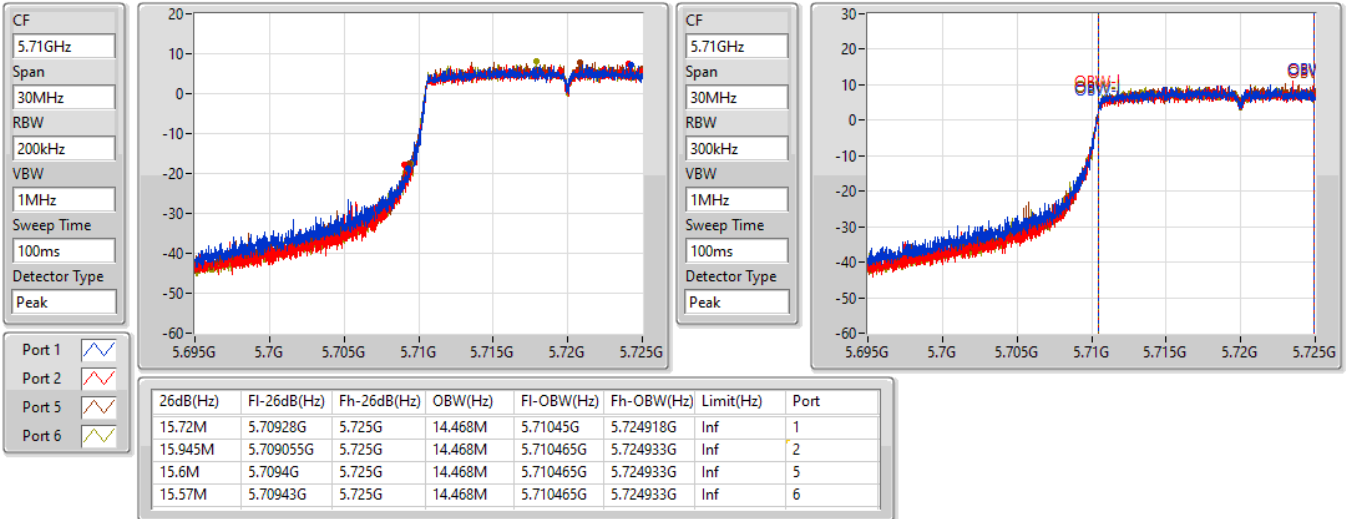 CF
5.71GHz
Span
30MHz
RBW
200kHz
VBW
1MHz
Sweep Time
100ms
Detector Type
Peak
20
10
0
-10
-20
-30
-40
-50
-60
5.695G 5.7G 5.705G 5.71G 5.715G 5.72G 5.725G
CF
5.71GHz
Span
30MHz
RBW
300kHz
VBW
1MHz
Sweep Time
100ms
Detector Type
Peak
30
20
10
0
-10
-20
-30
-40
-50
-60
5.695G 5.7G 5.705G 5.71G 5.715G 5.72G 5.725G
OBW-l
OBW
Port 1
Port 2
Port 5
Port 6
26dB(Hz) Fl-26dB(Hz) Fh-26dB(Hz) OBW(Hz) Fl-OBW(Hz) Fh-OBW(Hz) Limit(Hz) Port
15.72M 5.70928G 5.725G 14.468M 5.71045G 5.724918G Inf 1
15.945M 5.709055G 5.725G 14.468M 5.710465G 5.724933G Inf 2
15.6M 5.7094G 5.725G 14.468M 5.710465G 5.724933G Inf 5
15.57M 5.70943G 5.725G 14.468M 5.710465G 5.724933G Inf 6